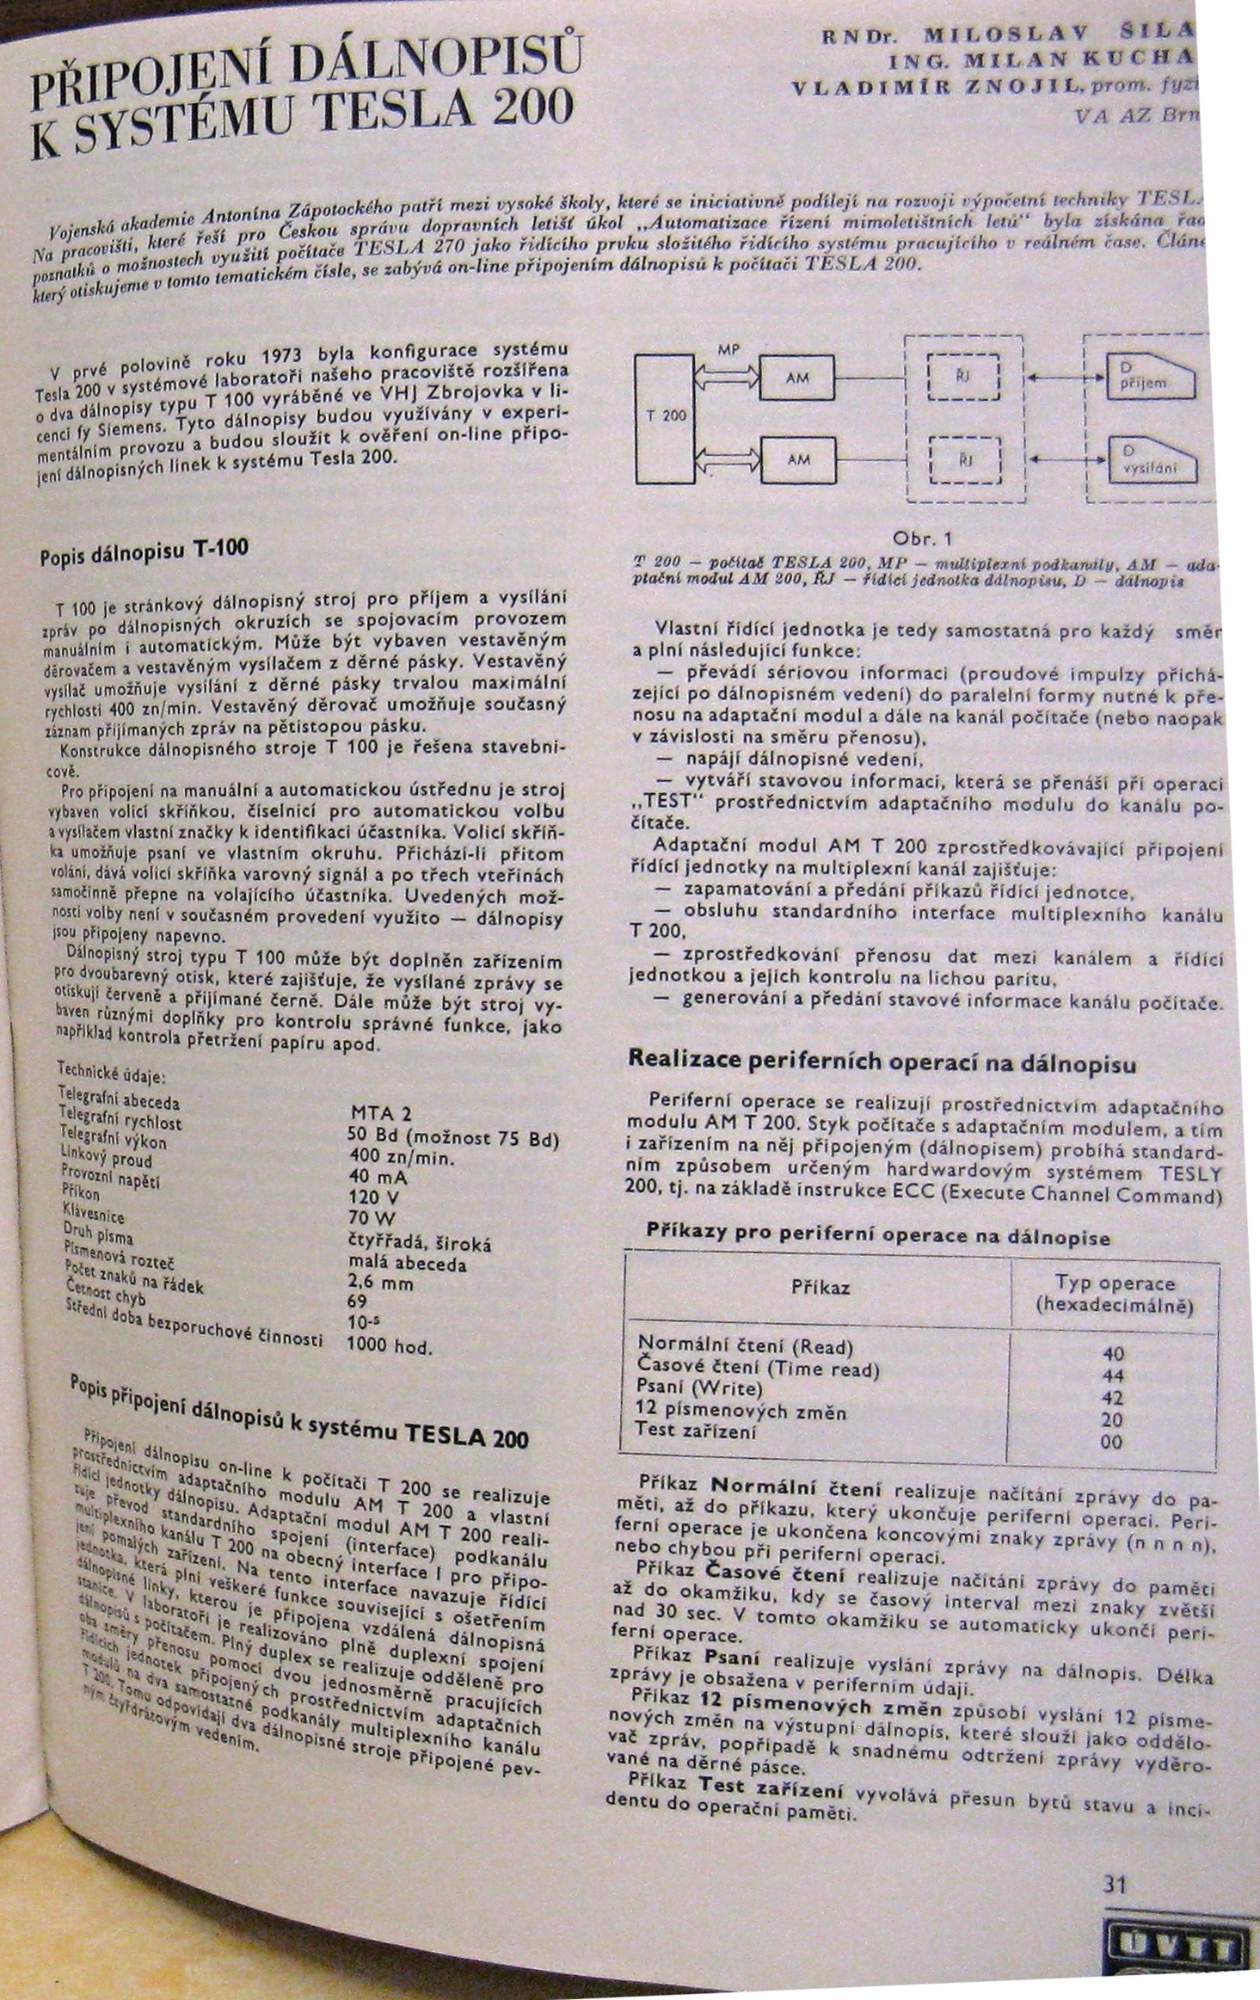 PŘIPOJENÍ DÁLNOPISŮ
K SYSTÉMU TESLA 200
RNDr. MILOSLAV ŠILA
ING. MILAN KUCHA
VLADIMÍR ZNOJIL, prom. fyzi
VA AZ Brn
Vojenská akademie Antonína Zápotockého patří mezi vysoké školy, které se iniciativně podílejí na rozvoji výpočetní techniky TESL
Na pracovišti, které řeší pro Českou správu dopravních letišť úkol „Automatizace řízení mimoletištních letů“ byla získána řad
poznatků o možnostech využití počítače TESLA 270 jako řídícího prvku složitého řídícího systému pracujícího v reálném čase. Číáne
který otiskujeme v tomto tematickém čísle, se zabývá on-line připojením dálnopisů k počítači TESLA 200.
V prvé polovině roku 1973 byla konfigurace systému
Tesla 200 v systémové laboratoři našeho pracoviště rozšířena
o dva dálnopisy typu T 100 vyráběné ve VHJ Zbrojovka v li-
cenci fy Siemens. Tyto dálnopisy budou využívány v experi-
mentálním provozu a budou sloužit k ověření on-line připo-
jení dálnopisných linek k systému Tesla 200.
Popis dálnopisu T-100
T 100 je stránkový dálnopisný stroj pro příjem a vysílání
zpráv po dálnopisných okruzích se spojovacím provozem
manuálním i automatickým. Může být vybaven vestavěným
děrovačem a vestavěným vysílačem z děrné pásky. Vestavěný
vysílač umožňuje vysílání z děrné pásky trvalou maximální
rychlostí 400 zn/min. Vestavěný děrovač umožňuje současný
záznam přijímaných zpráv na pětistopou pásku.
Konstrukce dálnopisného stroje T 100 je řešena stavebni-
cově.
Pro připojení na manuální a automatickou ústřednu je stroj
vybaven volicí skříňkou, číselnicí pro automatickou volbu
a vysílačem vlastní značky k identifikaci účastníka. Volicí skříň-
ka umožňuje psaní ve vlastním okruhu. Přichází-li přitom
volání, dává volicí skříňka varovný signál a po třech vteřinách
samočinně přepne na volajícího účastníka. Uvedených mož-
ností volby není v současném provedení využito — dálnopisy
jsou připojeny napevno.
Dálnopisný stroj typu T 100 může být doplněn zařízením
pro dvoubarevný otisk, které zajišťuje, že vysílané zprávy se
otiskují červeně a přijímané černě. Dále může být stroj vy-
baven různými doplňky pro kontrolu správné funkce, jako
například kontrola přetržení papíru apod.
Technické údaje:
Telegrafní abeceda MTA 2
Telegrafní rychlost 50 Bd (možnost 75 Bd)
Telegrafní výkon 400 zn/min.
Linkový proud 40 mA
Provozní napětí 120 V
Příkon 70 W
Klávesnice čtyřřadá, široká
Druh písma malá abeceda
Písmenová rozteč 2,6 mm
Počet znaků na řádek 69
Četnost chyb 10-5
Střední doba bezporuchové činnosti 1000 hod.
Popis připojení dálnopisů k systému TESLA 200
Připojení dálnopisu on-line k počítači T 200 se realizuje
prostřednictvím adaptačního modulu AM T 200 a vlastní
řídící jednotky dálnopisu. Adaptační modul AM T 200 reali-
zuje převod standardního spojení (interface) podkanálu
multiplexního kanálu T 200 na obecný interface I pro připo-
jení pomalých zařízení. Na tento interface navazuje řídící
jednotka, která plní veškeré funkce související s ošetřením
dálnopisné linky, kterou je připojena vzdálená dálnopisná
stanice. V laboratoři je realizováno plně duplexní spojení
dálnopisů s počítačem. Plný duplex se realizuje odděleně pro
oba směry přenosu pomocí dvou jednosměrně pracujících
řídících jednotek připojených prostřednictvím adaptačních
modulů na dva samostatné podkanály multiplexního kanálu
T 200. Tomu odpovídají dva dálnopisné stroje připojené pev-
ným čtyřdrátovým vedením.
T 200
MP
AM
ŘJ
D
příjem
AM
ŘJ
D
vysílání
Obr. 1
T 200 — počítač TESLA 200, MP — multiplexní podkanály, AM — ada-
ptační modul AM 200, ŘJ — řídící jednotka dálnopisu, D — dálnopis
Vlastní řídící jednotka je tedy samostatná pro každý směr
a plní následující funkce:
— převádí sériovou informaci (proudové impulzy přichá-
zející po dálnopisném vedení) do paralelní formy nutné k pře-
nosu na adaptační modul a dále na kanál počítače (nebo naopak
v závislosti na směru přenosu),
— napájí dálnopisné vedení,
— vytváří stavovou informaci, která se přenáší při operaci
„TEST“ prostřednictvím adaptačního modulu do kanálu po-
čítače.
Adaptační modul AM T 200 zprostředkovávající připojení
řídící jednotky na multiplexní kanál zajišťuje:
— zapamatování a předání příkazů řídící jednotce,
— obsluhu standardního interface multiplexního kanálu
T 200,
— zprostředkování přenosu dat mezi kanálem a řídící
jednotkou a jejich kontrolu na lichou paritu,
— generování a předání stavové informace kanálu počítače.
Realizace periferních operací na dálnopisu
Periferní operace se realizují prostřednictvím adaptačního
modulu AM T 200. Styk počítače s adaptačním modulem, a tím
i zařízením na něj připojeným (dálnopisem) probíhá standard-
ním způsobem určeným hardwardovým systémem TESLY
200, tj. na základě instrukce ECC (Execute Channel Command)
Příkazy pro periferní operace na dálnopise
Příkaz
Typ operace
(hexadecimálně)
Normální čtení (Read) 40
Časové čtení (Time read) 44
Psaní (Write) 42
12 písmenových změn 20
Test zařízení 00
Příkaz Normální čtení realizuje načítání zprávy do pa-
měti, až do příkazu, který ukončuje periferní operaci. Peri-
ferní operace je ukončena koncovými znaky zprávy (n n n n),
nebo chybou při periferní operaci.
Příkaz Časové čtení realizuje načítání zprávy do paměti
až do okamžiku, kdy se časový interval mezi znaky zvětší
nad 30 sec. V tomto okamžiku se automaticky ukončí peri-
ferní operace.
Příkaz Psaní realizuje vyslání zprávy na dálnopis. Délka
zprávy je obsažena v periferním údaji.
Příkaz 12 písmenových změn způsobí vyslání 12 písme-
nových změn na výstupní dálnopis, které slouží jako oddělo-
vač zpráv, popřípadě k snadnému odtržení zprávy vyděro-
vané na děrné pásce.
Příkaz Test zařízení vyvolává přesun bytů stavu a inci-
dentu do operační paměti.
31
ÚVTT